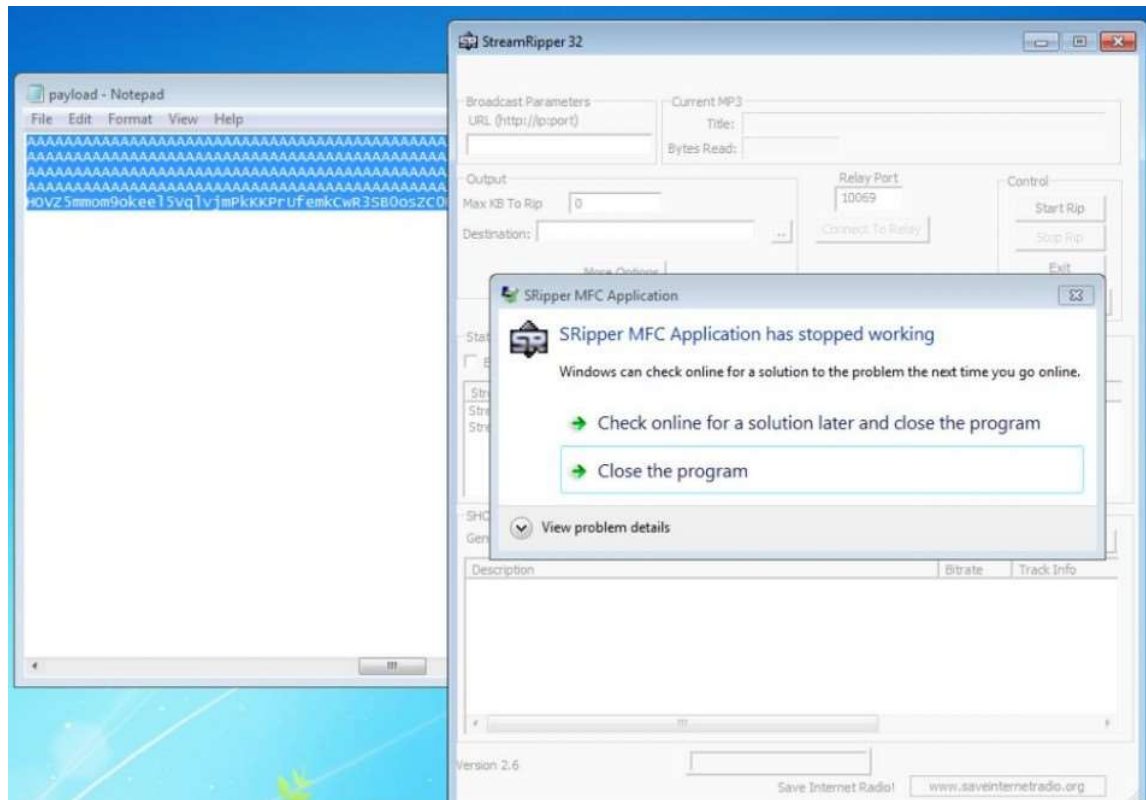 payload - Notepad
File Edit Format View Help
StreamRipper 32
Broadcast Parameters
URL (http://ip:port)
Current MP3
Title:
Bytes Read:
Output
Max KB To Rip 0
Destination:
..
More Options
Relay Port
10069
Connect To Relay
Control
Start Rip
Stop Rip
Exit
SRipper MFC Application
SRipper MFC Application has stopped working
Windows can check online for a solution to the problem the next time you go online.
Check online for a solution later and close the program
Close the program
View problem details
Description Bitrate Track Info
Version 2.6
Save Internet Radio! www.saveinternetradio.org